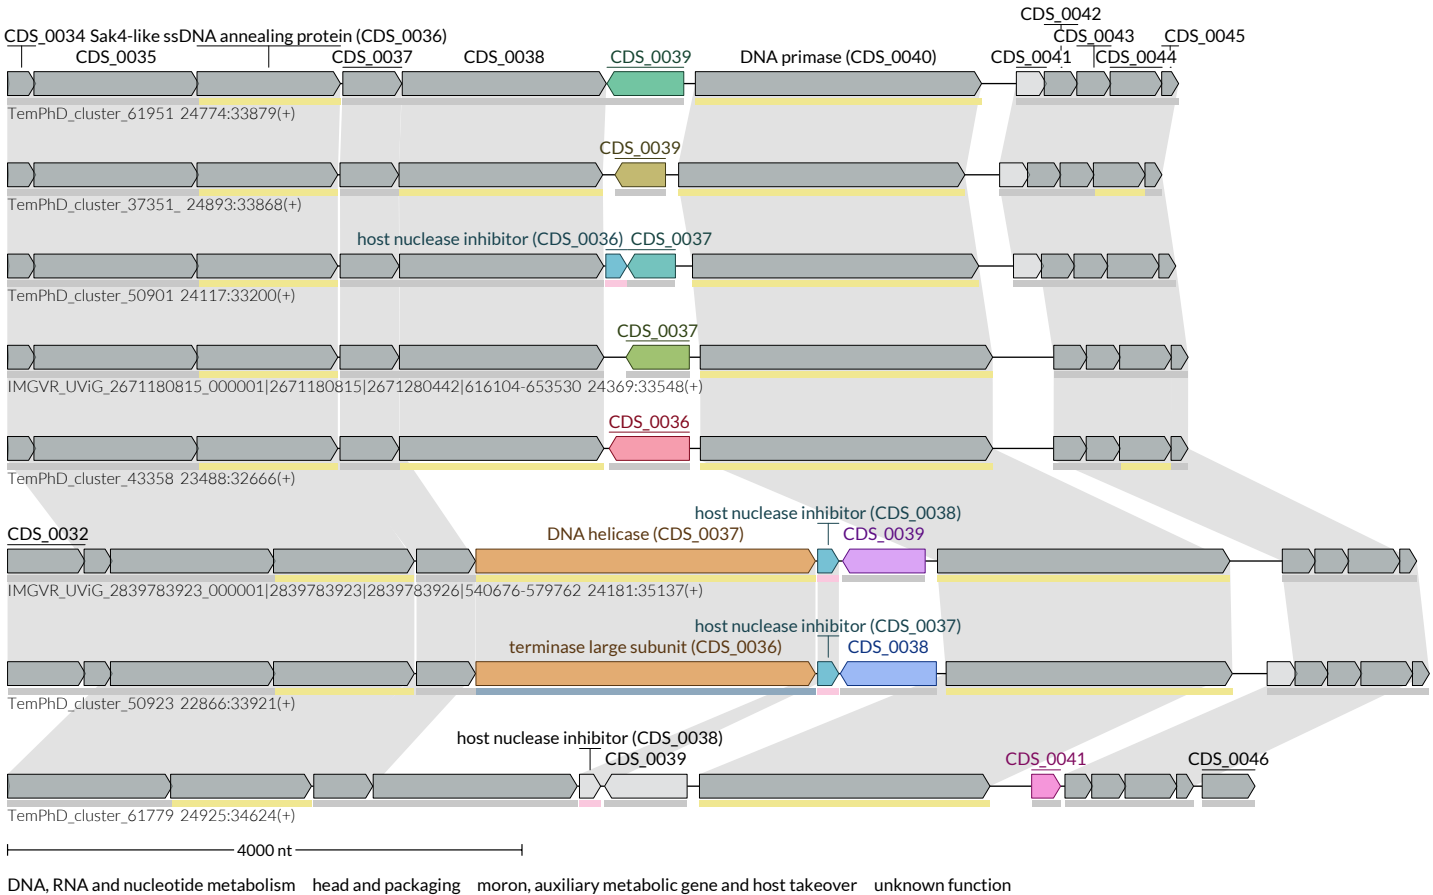 CDS_0042
CDS_0034 Sak4-like ssDNA annealing protein (CDS_0036) CDS_0043 CDS_0045
CDS_0035 CDS_0037 CDS_0038 CDS_0039 DNA primase (CDS_0040) CDS_0041 CDS_0044
TemPhD_cluster_61951 24774:33879(+)
CDS_0039
TemPhD_cluster_37351_ 24893:33868(+)
host nuclease inhibitor (CDS_0036) CDS_0037
TemPhD_cluster_50901 24117:33200(+)
CDS_0037
IMGVR_UViG_2671180815_000001|2671180815|2671280442|616104-653530 24369:33548(+)
CDS_0036
TemPhD_cluster_43358 23488:32666(+)
host nuclease inhibitor (CDS_0038)
CDS_0032 DNA helicase (CDS_0037) CDS_0039
IMGVR_UViG_2839783923_000001|2839783923|2839783926|540676-579762 24181:35137(+)
host nuclease inhibitor (CDS_0037)
terminase large subunit (CDS_0036) CDS_0038
TemPhD_cluster_50923 22866:33921(+)
host nuclease inhibitor (CDS_0038)
CDS_0039 CDS_0041 CDS_0046
TemPhD_cluster_61779 24925:34624(+)
4000 nt
DNA, RNA and nucleotide metabolism head and packaging moron, auxiliary metabolic gene and host takeover unknown function